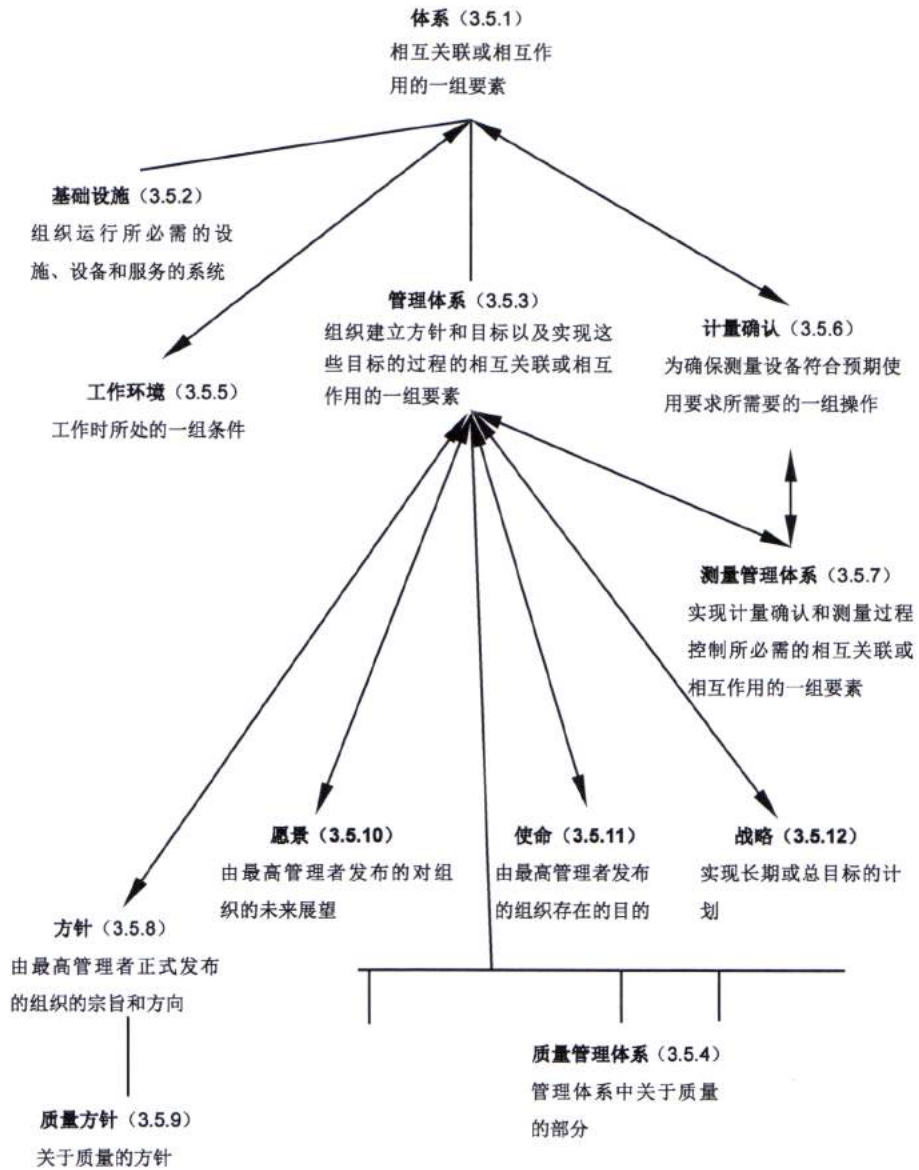 体系（3.5.1）
相互关联或相互作
用的一组要素
基础设施（3.5.2）
组织运行所必需的设
施、设备和服务的系统
管理体系（3.5.3）
组织建立方针和目标以及实现这
些目标的过程的相互关联或相互
作用的一组要素
计量确认（3.5.6）
为确保测量设备符合预期使
用要求所需要的一组操作
工作环境（3.5.5）
工作时所处的一组条件
测量管理体系（3.5.7）
实现计量确认和测量过程
控制所必需的相互关联或
相互作用的一组要素
愿景（3.5.10）
由最高管理者发布的对组
织的未来展望
使命（3.5.11）
由最高管理者发布
的组织存在的目的
战略（3.5.12）
实现长期或总目标的计
划
方针（3.5.8）
由最高管理者正式发布
的组织的宗旨和方向
质量管理体系（3.5.4）
管理体系中关于质量
的部分
质量方针（3.5.9）
关于质量的方针